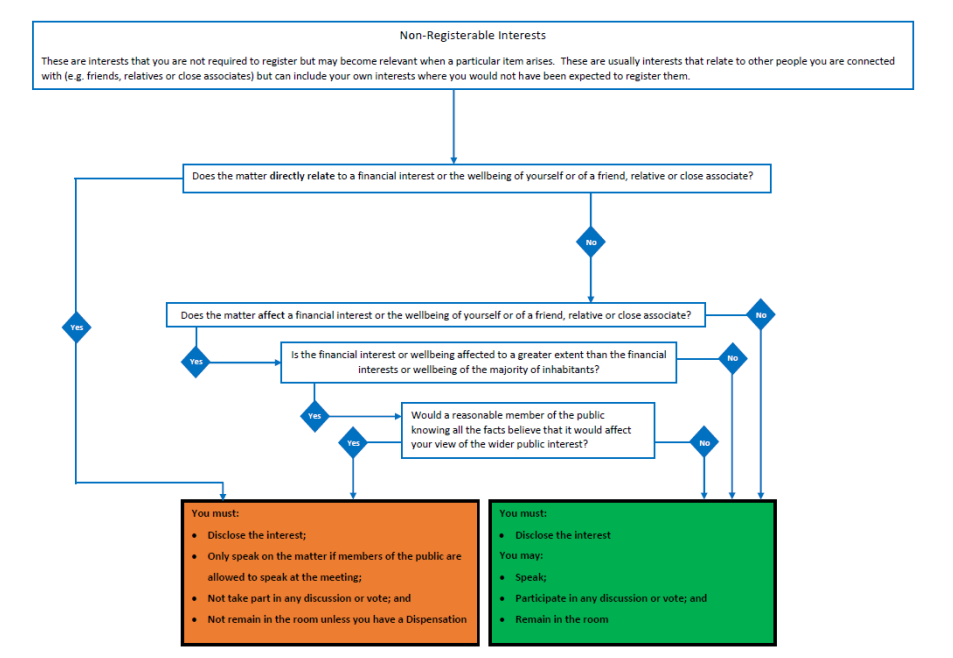 Non-Registerable Interests
These are interests that you are not required to register but may become relevant when a particular item arises.  These are usually interests that relate to other people you are connected
with (e.g. friends, relatives or close associates) but can include your own interests where you would not have been expected to register them.
Does the matter directly relate to a financial interest or the wellbeing of yourself or of a friend, relative or close associate?
No
Does the matter affect a financial interest or the wellbeing of yourself or of a friend, relative or close associate?
No
Yes
Yes
Is the financial interest or wellbeing affected to a greater extent than the financial
interests or wellbeing of the majority of inhabitants?
No
Yes
Would a reasonable member of the public
knowing all the facts believe that it would affect
your view of the wider public interest?
Yes
No
You must:
• Disclose the interest;
• Only speak on the matter if members of the public are
allowed to speak at the meeting;
• Not take part in any discussion or vote; and
• Not remain in the room unless you have a Dispensation
You must:
• Disclose the interest
You may:
• Speak;
• Participate in any discussion or vote; and
• Remain in the room